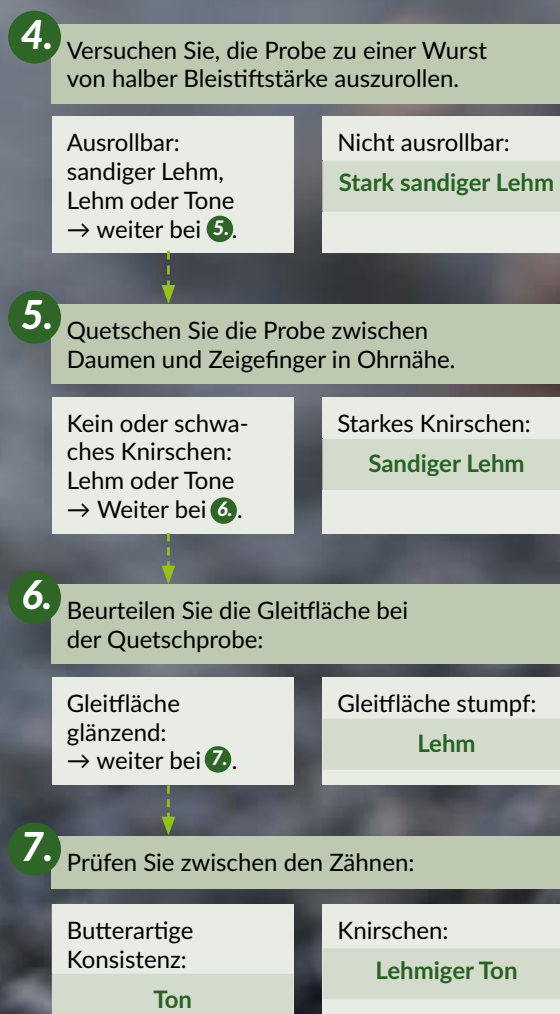 4.
Versuchen Sie, die Probe zu einer Wurst
von halber Bleistiftstärke auszurollen.
Ausrollbar:
sandiger Lehm,
Lehm oder Tone
→ weiter bei 5.
Nicht ausrollbar:
Stark sandiger Lehm
5.
Quetschen Sie die Probe zwischen
Daumen und Zeigefinger in Ohrnähe.
Kein oder schwa-
ches Knirschen:
Lehm oder Tone
→ Weiter bei 6.
Starkes Knirschen:
Sandiger Lehm
6.
Beurteilen Sie die Gleitfläche bei
der Quetschprobe:
Gleitfläche
glänzend:
→ weiter bei 7.
Gleitfläche stumpf:
Lehm
7.
Prüfen Sie zwischen den Zähnen:
Butterartige
Konsistenz:
Ton
Knirschen:
Lehmiger Ton